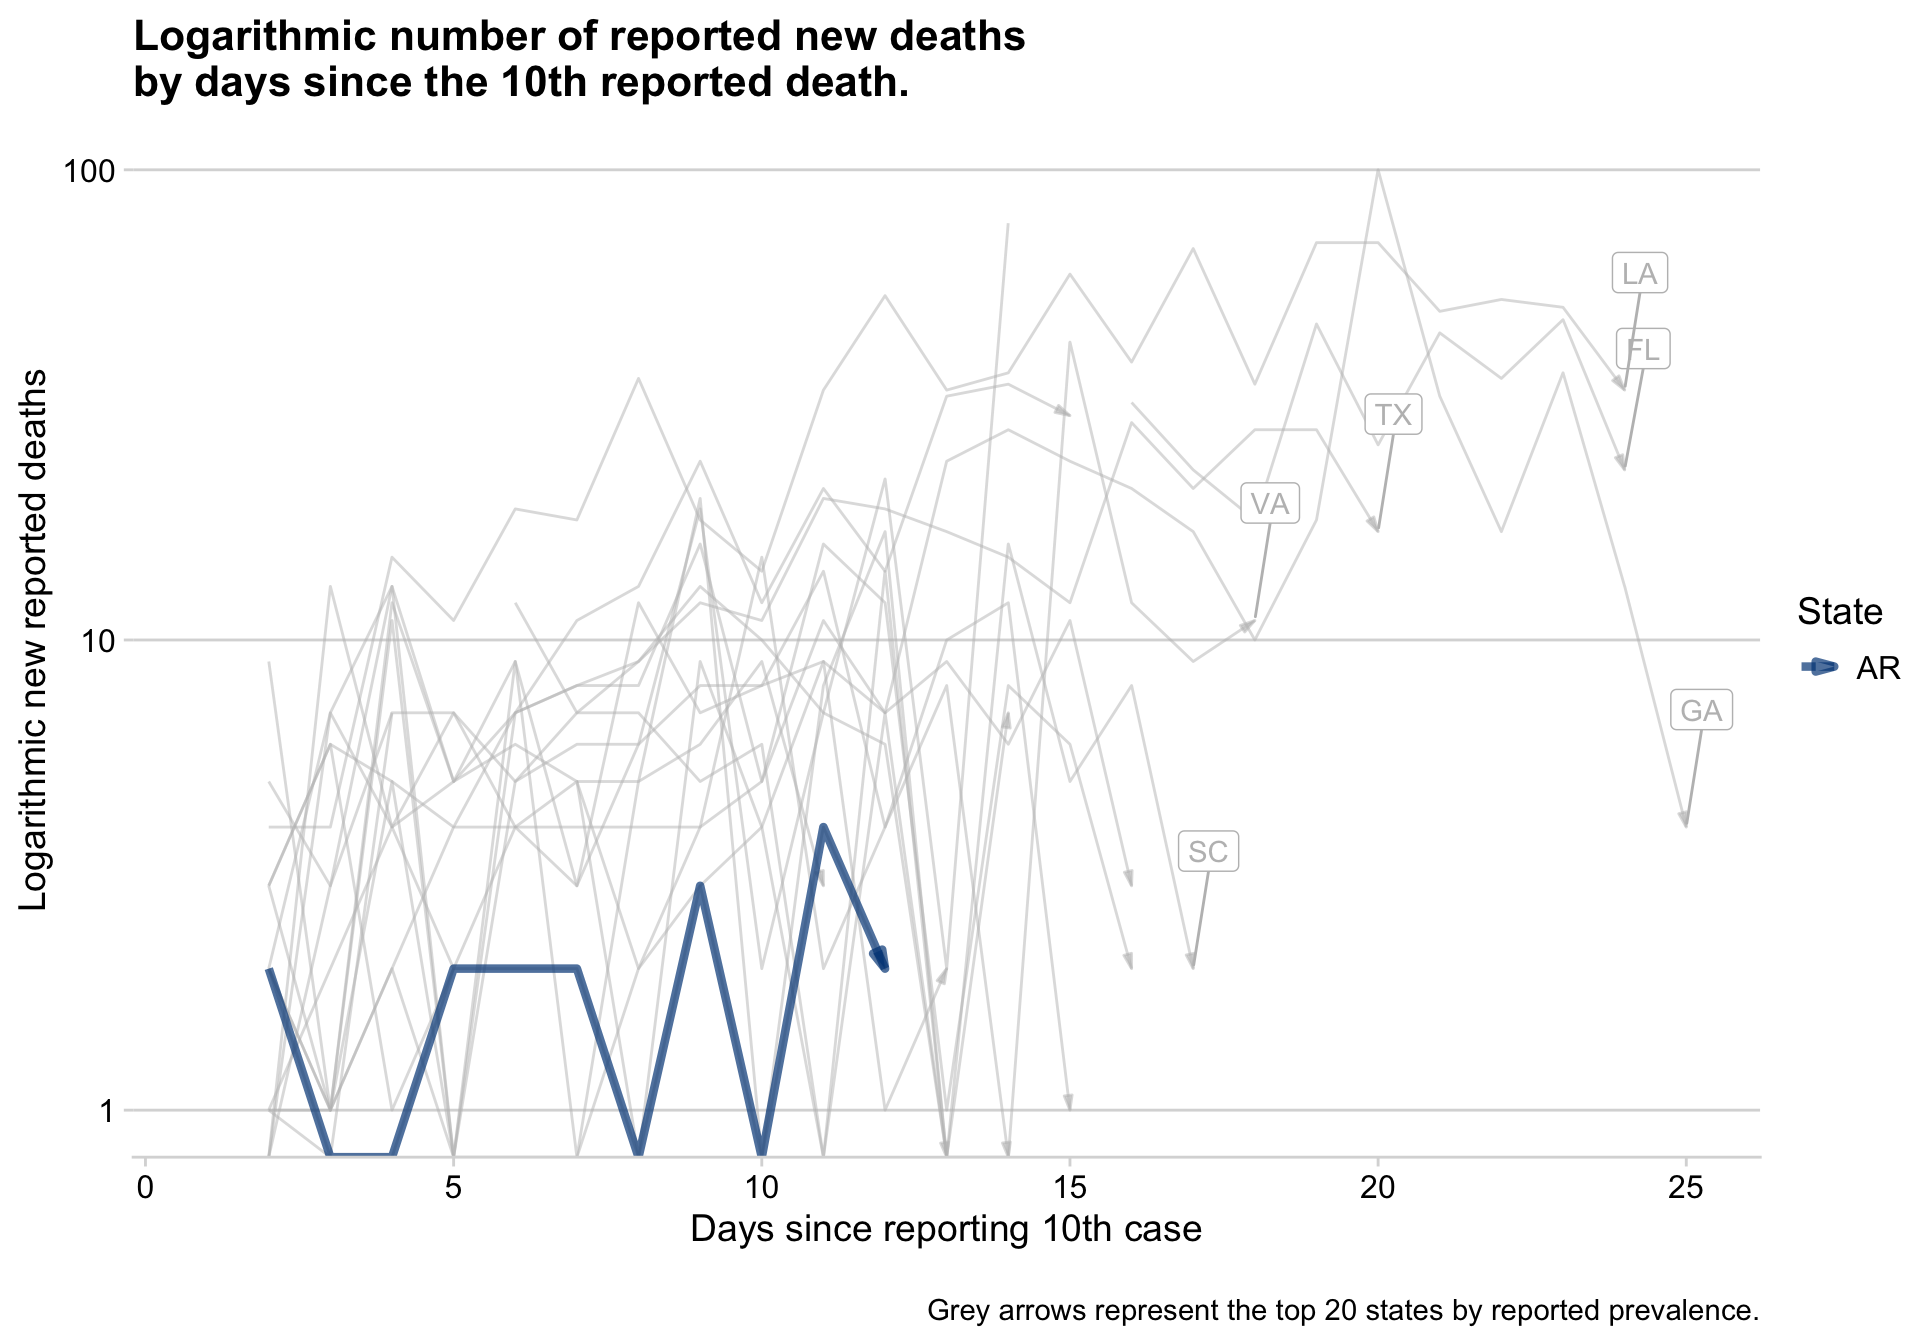 Logarithmic number of reported new deaths
by days since the 10th reported death.
Logarithmic new reported deaths
100
10
1
LA
FL
TX
VA
GA
SC
State
AR
0 5 10 15 20 25
Days since reporting 10th case
Grey arrows represent the top 20 states by reported prevalence.